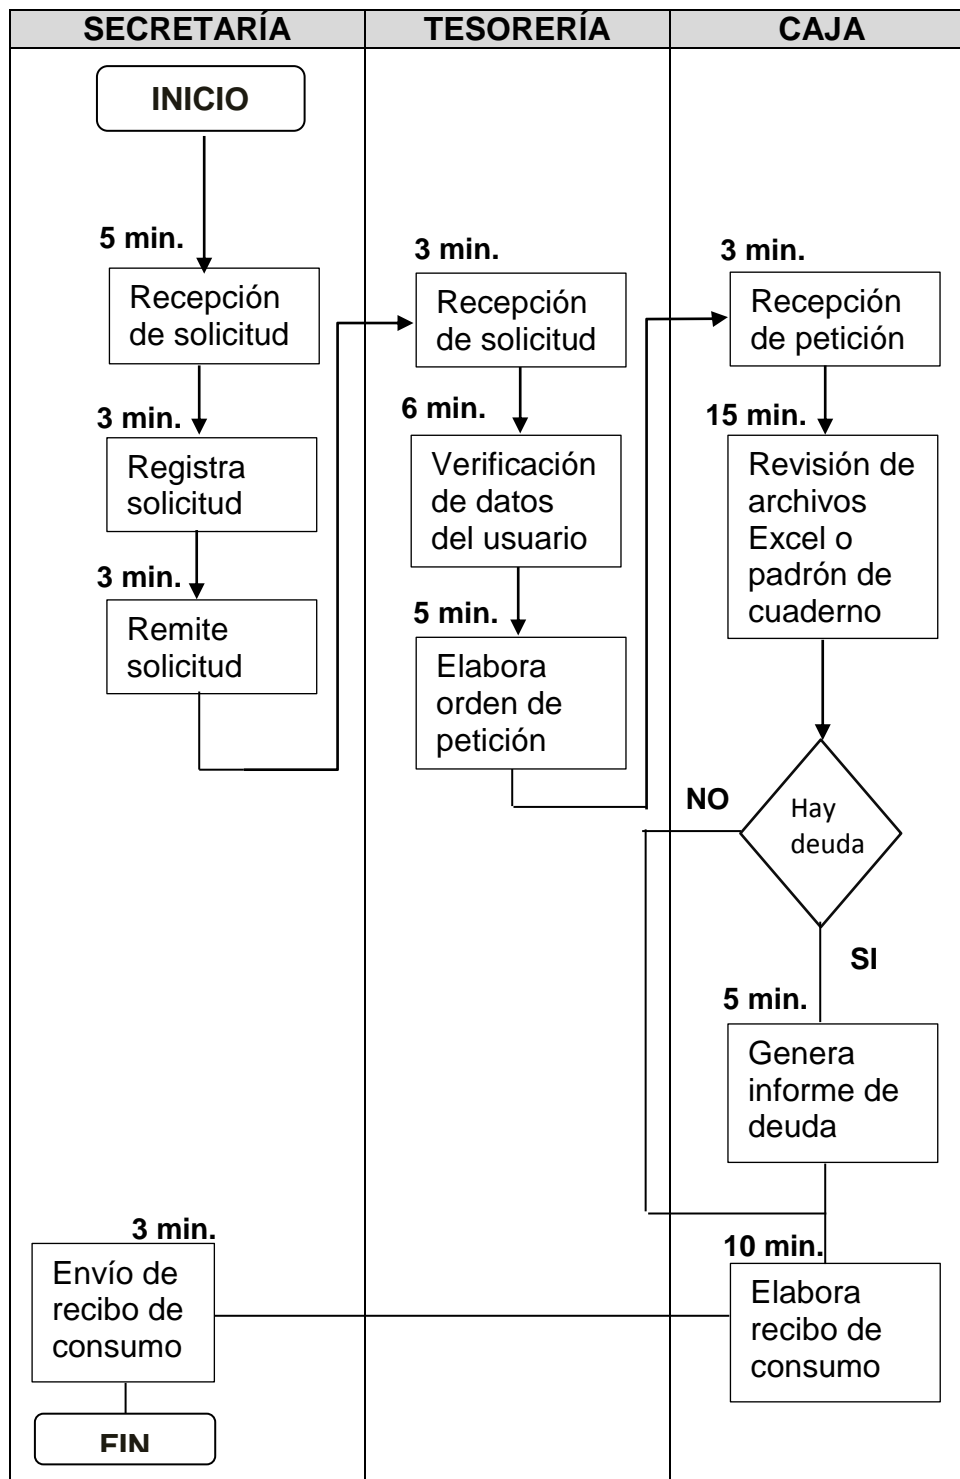 SECRETARÍA
TESORERÍA
CAJA
INICIO
5 min.
Recepción
de solicitud
3 min.
Registra
solicitud
3 min.
Remite
solicitud
3 min.
Recepción
de solicitud
6 min.
Verificación
de datos
del usuario
5 min.
Elabora
orden de
petición
3 min.
Recepción
de petición
15 min.
Revisión de
archivos
Excel o
padrón de
cuaderno
Hay
deuda
NO
SI
5 min.
Genera
informe de
deuda
10 min.
Elabora
recibo de
consumo
3 min.
Envío de
recibo de
consumo
FIN